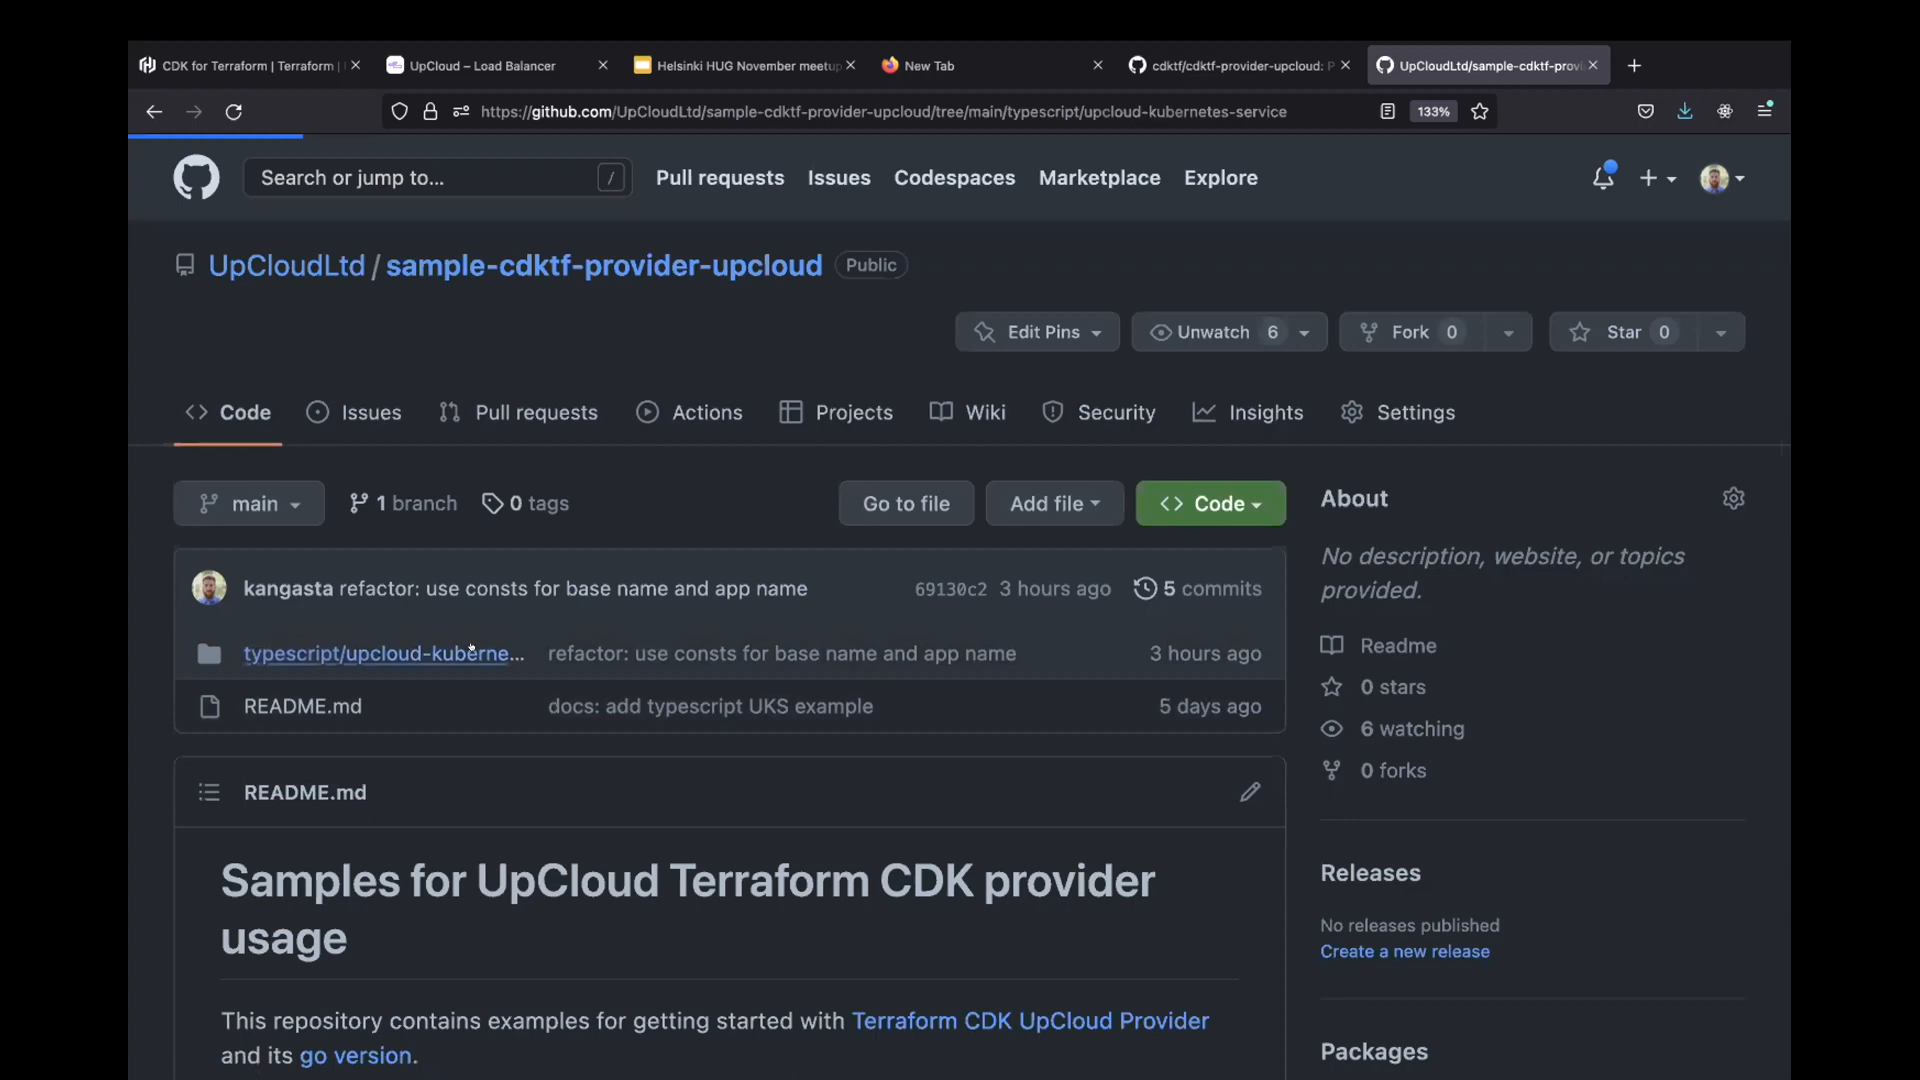 CDK for Terraform | Terraform |
UpCloud – Load Balancer
Helsinki HUG November meetup
New Tab
cdktf/cdktf-provider-upcloud: P
UpCloudLtd/sample-cdktf-provi
https://github.com/UpCloudLtd/sample-cdktf-provider-upcloud/tree/main/typescript/upcloud-kubernetes-service
133%
Search or jump to...
/
Pull requests
Issues
Codespaces
Marketplace
Explore
UpCloudLtd / sample-cdktf-provider-upcloud
Public
Edit Pins
Unwatch 6
Fork 0
Star 0
Code
Issues
Pull requests
Actions
Projects
Wiki
Security
Insights
Settings
main
1 branch
0 tags
Go to file
Add file
Code
kangasta refactor: use consts for base name and app name
69130c2 3 hours ago
5 commits
typescript/upcloud-kuberne...
refactor: use consts for base name and app name
3 hours ago
README.md
docs: add typescript UKS example
5 days ago
README.md
Samples for UpCloud Terraform CDK provider
usage
This repository contains examples for getting started with Terraform CDK UpCloud Provider
and its go version.
About
No description, website, or topics
provided.
Readme
0 stars
6 watching
0 forks
Releases
No releases published
Create a new release
Packages